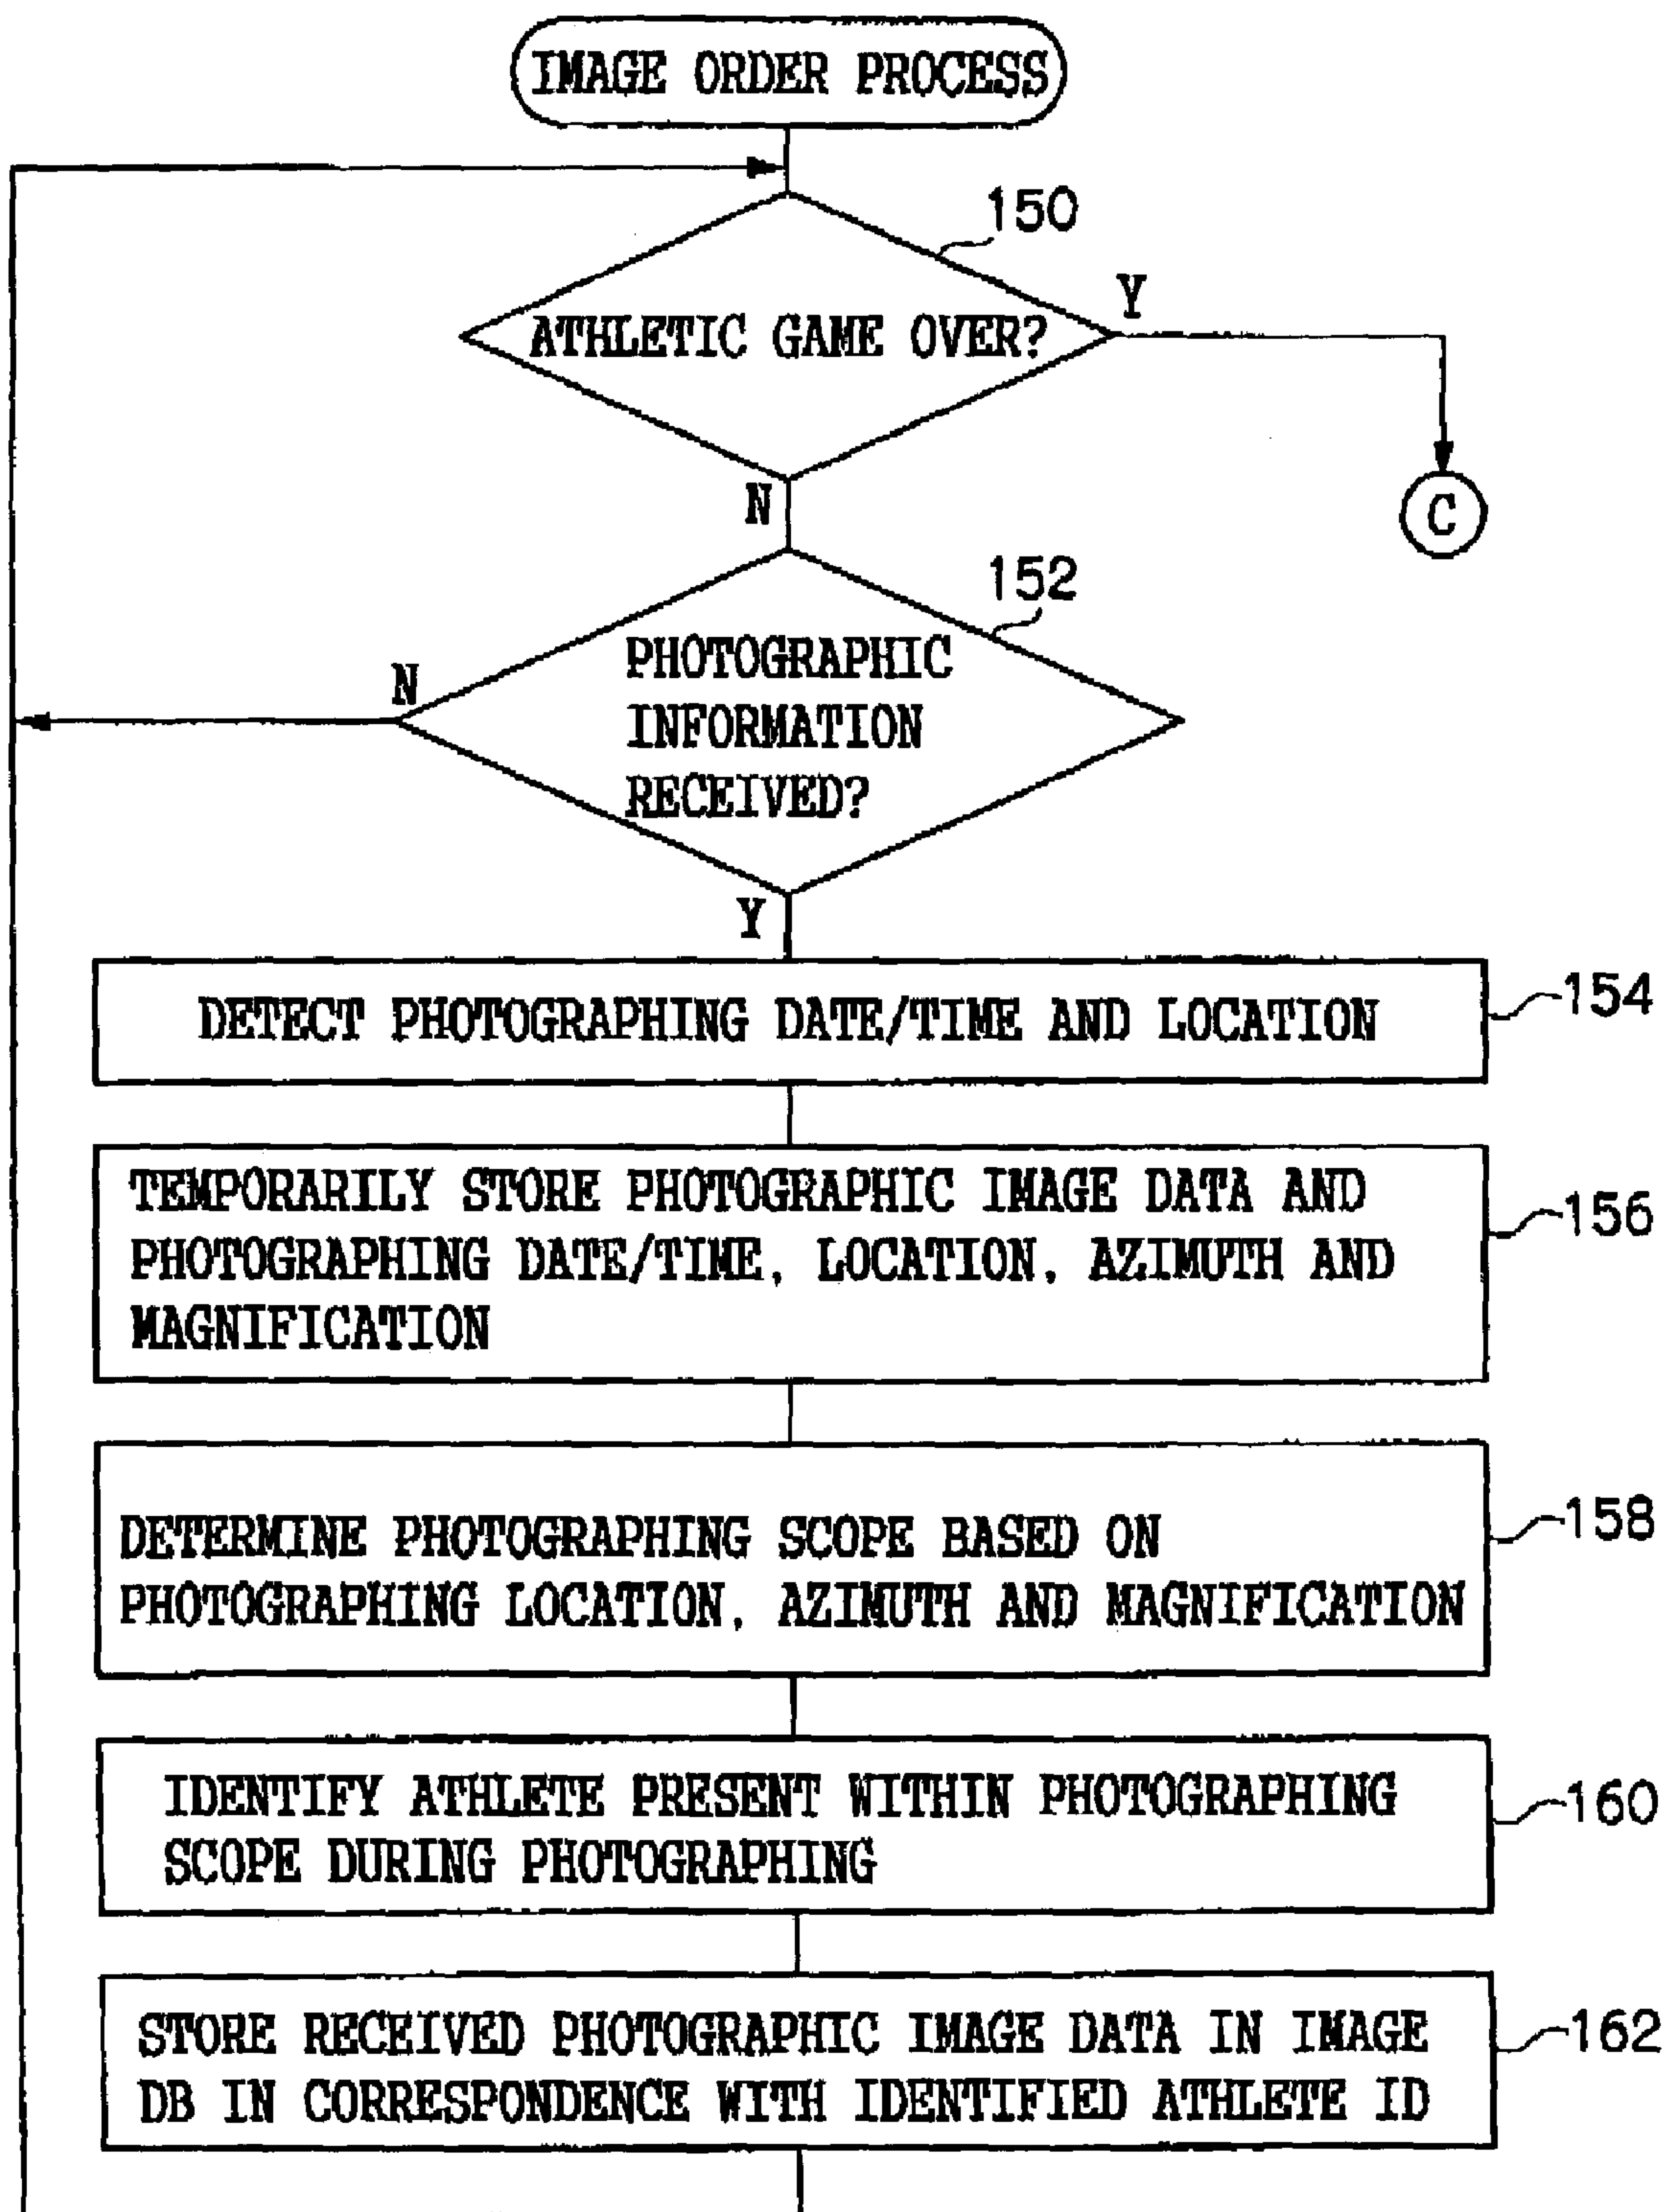 IMAGE ORDER PROCESS
150
Y
ATHLETIC GAME OVER?
N
C
152
N
PHOTOGRAPHIC
INFORMATION
RECEIVED?
Y
DETECT PHOTOGRAPHING DATE/TIME AND LOCATION
154
TEMPORARILY STORE PHOTOGRAPHIC IMAGE DATA AND
PHOTOGRAPHING DATE/TIME, LOCATION, AZIMUTH AND
MAGNIFICATION
156
DETERMINE PHOTOGRAPHING SCOPE BASED ON
PHOTOGRAPHING LOCATION, AZIMUTH AND MAGNIFICATION
158
IDENTIFY ATHLETE PRESENT WITHIN PHOTOGRAPHING
SCOPE DURING PHOTOGRAPHING
160
STORE RECEIVED PHOTOGRAPHIC IMAGE DATA IN IMAGE
DB IN CORRESPONDENCE WITH IDENTIFIED ATHLETE ID
162